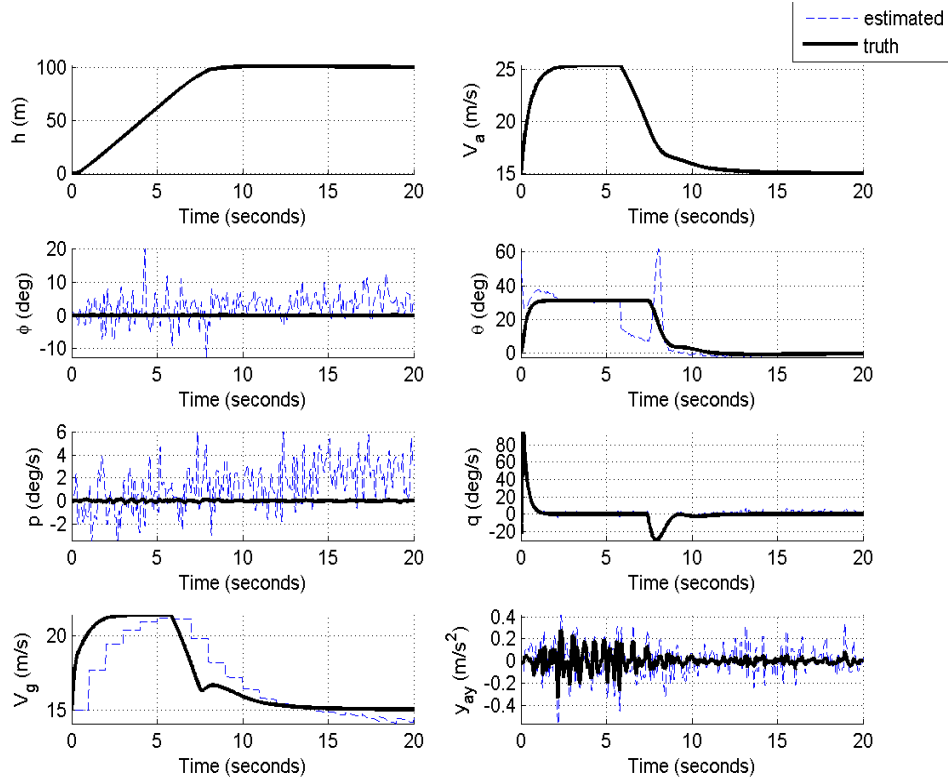 estimated
truth
h (m)
100
50
0
0 5 10 15 20
Time (seconds)
V_a (m/s)
25
20
15
0 5 10 15 20
Time (seconds)
ϕ (deg)
20
10
0
-10
0 5 10 15 20
Time (seconds)
θ (deg)
60
40
20
0
0 5 10 15 20
Time (seconds)
p (deg/s)
6
4
2
0
-2
0 5 10 15 20
Time (seconds)
q (deg/s)
80
60
40
20
0
-20
0 5 10 15 20
Time (seconds)
V_g (m/s)
20
15
0 5 10 15 20
Time (seconds)
y_ay (m/s²)
0.4
0.2
0
-0.2
-0.4
0 5 10 15 20
Time (seconds)